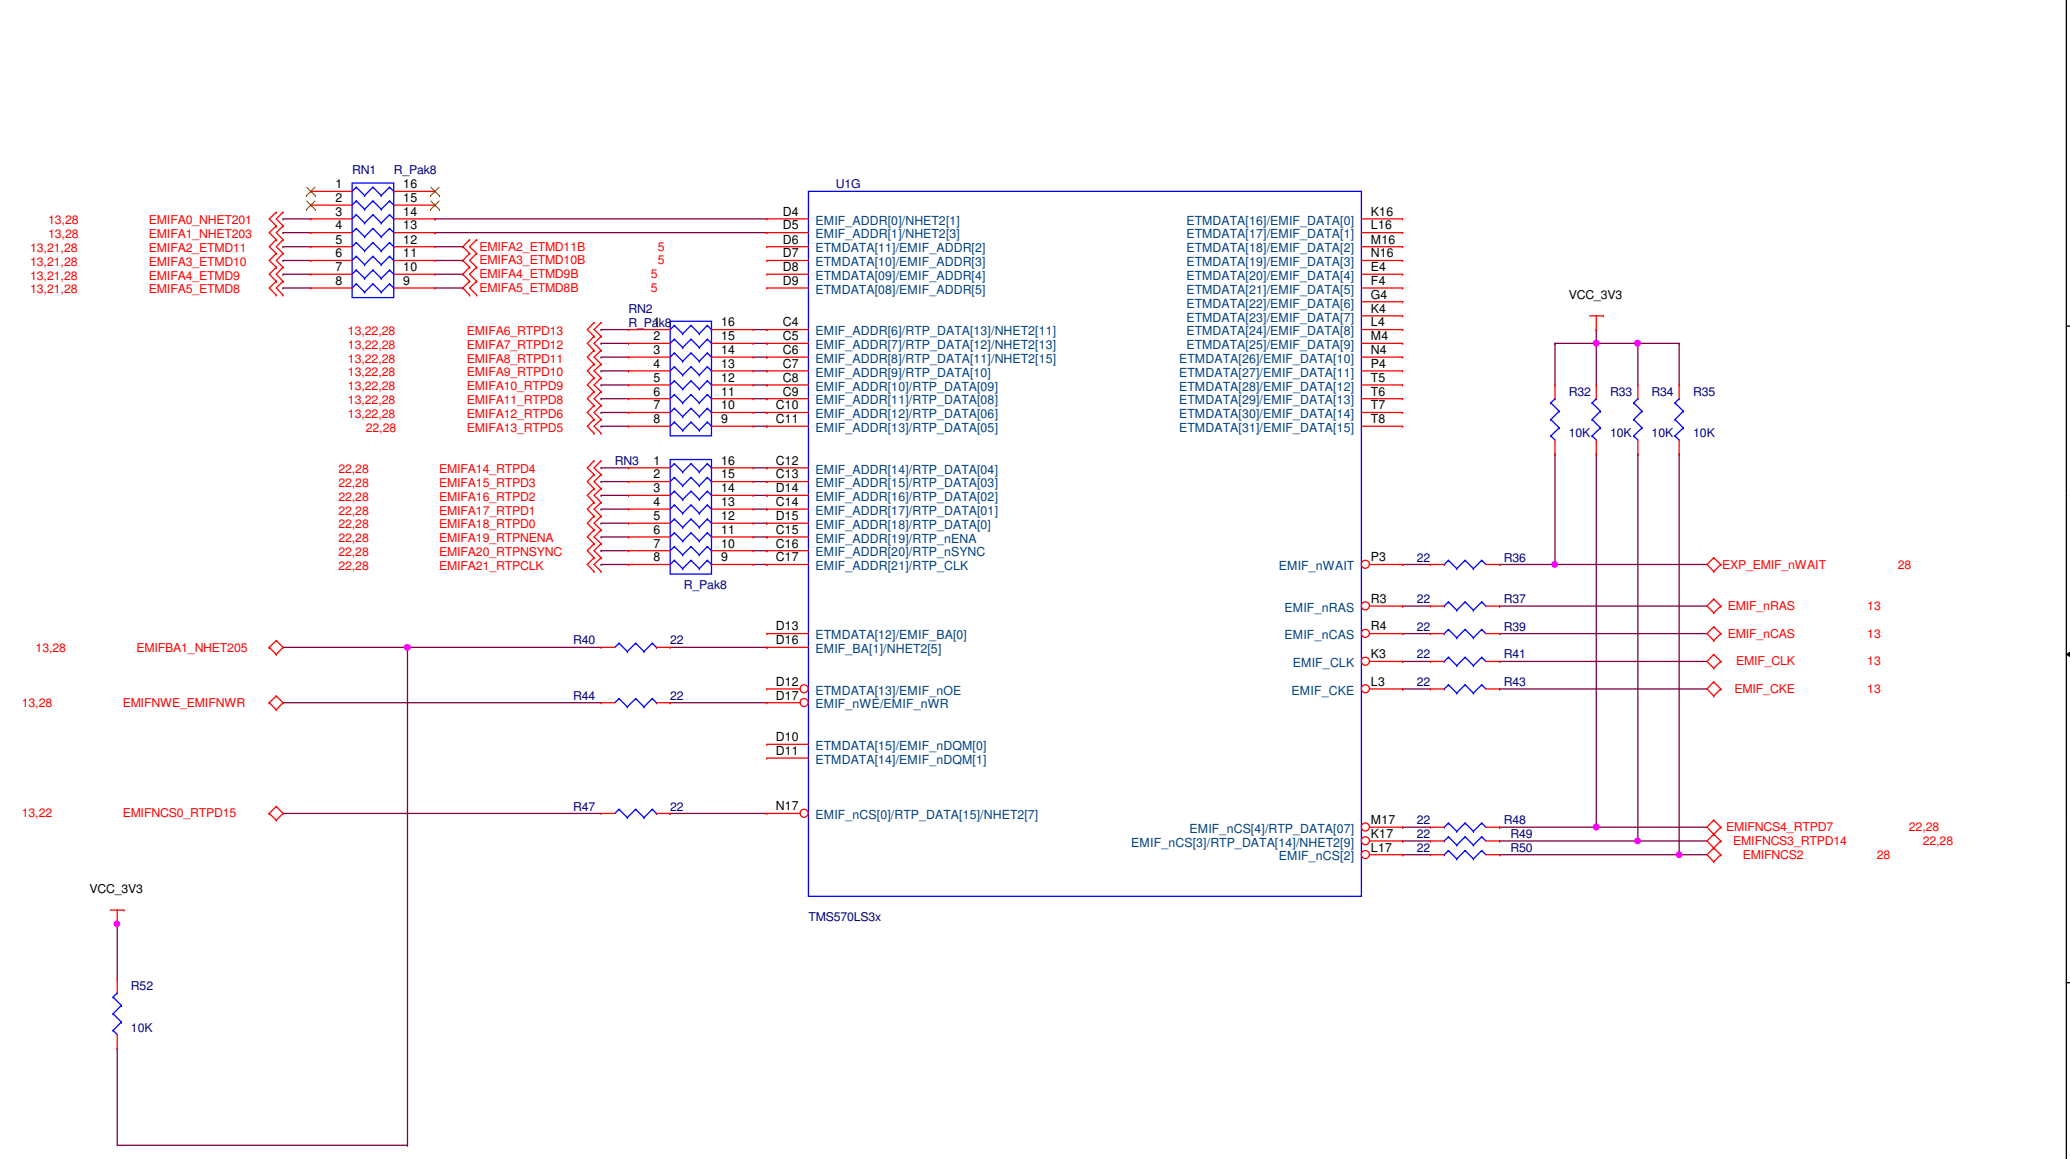 RN1 R_Pak8
1 16
2 15
13,28 EMIFA0_NHET201 3 14
13,28 EMIFA1_NHET203 4 13
13,21,28 EMIFA2_ETMD11 5 12 EMIFA2_ETMD11B 5
13,21,28 EMIFA3_ETMD10 6 11 EMIFA3_ETMD10B 5
13,21,28 EMIFA4_ETMD9 7 10 EMIFA4_ETMD9B 5
13,21,28 EMIFA5_ETMD8 8 9 EMIFA5_ETMD8B 5
RN2
R_Pak8
13,22,28 EMIFA6_RTPD13 1 16
13,22,28 EMIFA7_RTPD12 2 15
13,22,28 EMIFA8_RTPD11 3 14
13,22,28 EMIFA9_RTPD10 4 13
13,22,28 EMIFA10_RTPD9 5 12
13,22,28 EMIFA11_RTPD8 6 11
13,22,28 EMIFA12_RTPD6 7 10
22,28 EMIFA13_RTPD5 8 9
RN3
22,28 EMIFA14_RTPD4 1 16
22,28 EMIFA15_RTPD3 2 15
22,28 EMIFA16_RTPD2 3 14
22,28 EMIFA17_RTPD1 4 13
22,28 EMIFA18_RTPD0 5 12
22,28 EMIFA19_RTPNENA 6 11
22,28 EMIFA20_RTPNSYNC 7 10
22,28 EMIFA21_RTPCLK 8 9
R_Pak8
13,28 EMIFBA1_NHET205 R40 22
13,28 EMIFNWE_EMIFNWR R44 22
13,22 EMIFNCS0_RTPD15 R47 22
VCC_3V3
R52
10K
U1G
D4 EMIF_ADDR[0]/NHET2[1]
D5 EMIF_ADDR[1]/NHET2[3]
D6 ETMDATA[11]/EMIF_ADDR[2]
D7 ETMDATA[10]/EMIF_ADDR[3]
D8 ETMDATA[09]/EMIF_ADDR[4]
D9 ETMDATA[08]/EMIF_ADDR[5]
C4 EMIF_ADDR[6]/RTP_DATA[13]/NHET2[11]
C5 EMIF_ADDR[7]/RTP_DATA[12]/NHET2[13]
C6 EMIF_ADDR[8]/RTP_DATA[11]/NHET2[15]
C7 EMIF_ADDR[9]/RTP_DATA[10]
C8 EMIF_ADDR[10]/RTP_DATA[09]
C9 EMIF_ADDR[11]/RTP_DATA[08]
C10 EMIF_ADDR[12]/RTP_DATA[06]
C11 EMIF_ADDR[13]/RTP_DATA[05]
C12 EMIF_ADDR[14]/RTP_DATA[04]
C13 EMIF_ADDR[15]/RTP_DATA[03]
D14 EMIF_ADDR[16]/RTP_DATA[02]
C14 EMIF_ADDR[17]/RTP_DATA[01]
D15 EMIF_ADDR[18]/RTP_DATA[0]
C15 EMIF_ADDR[19]/RTP_nENA
C16 EMIF_ADDR[20]/RTP_nSYNC
C17 EMIF_ADDR[21]/RTP_CLK
D13 ETMDATA[12]/EMIF_BA[0]
D16 EMIF_BA[1]/NHET2[5]
D12 ETMDATA[13]/EMIF_nOE
D17 EMIF_nWE/EMIF_nWR
D10 ETMDATA[15]/EMIF_nDQM[0]
D11 ETMDATA[14]/EMIF_nDQM[1]
N17 EMIF_nCS[0]/RTP_DATA[15]/NHET2[7]
TMS570LS3x
ETMDATA[16]/EMIF_DATA[0] K16
ETMDATA[17]/EMIF_DATA[1] L16
ETMDATA[18]/EMIF_DATA[2] M16
ETMDATA[19]/EMIF_DATA[3] N16
ETMDATA[20]/EMIF_DATA[4] E4
ETMDATA[21]/EMIF_DATA[5] F4
ETMDATA[22]/EMIF_DATA[6] G4
ETMDATA[23]/EMIF_DATA[7] K4
ETMDATA[24]/EMIF_DATA[8] L4
ETMDATA[25]/EMIF_DATA[9] M4
ETMDATA[26]/EMIF_DATA[10] N4
ETMDATA[27]/EMIF_DATA[11] P4
ETMDATA[28]/EMIF_DATA[12] T5
ETMDATA[29]/EMIF_DATA[13] T6
ETMDATA[30]/EMIF_DATA[14] T7
ETMDATA[31]/EMIF_DATA[15] T8
VCC_3V3
R32 R33 R34 R35
10K 10K 10K 10K
EMIF_nWAIT P3 22 R36 EXP_EMIF_nWAIT 28
EMIF_nRAS R3 22 R37 EMIF_nRAS 13
EMIF_nCAS R4 22 R39 EMIF_nCAS 13
EMIF_CLK K3 22 R41 EMIF_CLK 13
EMIF_CKE L3 22 R43 EMIF_CKE 13
EMIF_nCS[4]/RTP_DATA[07] M17 22 R48 EMIFNCS4_RTPD7 22,28
EMIF_nCS[3]/RTP_DATA[14]/NHET2[9] K17 22 R49 EMIFNCS3_RTPD14 22,28
EMIF_nCS[2] L17 22 R50 EMIFNCS2 28